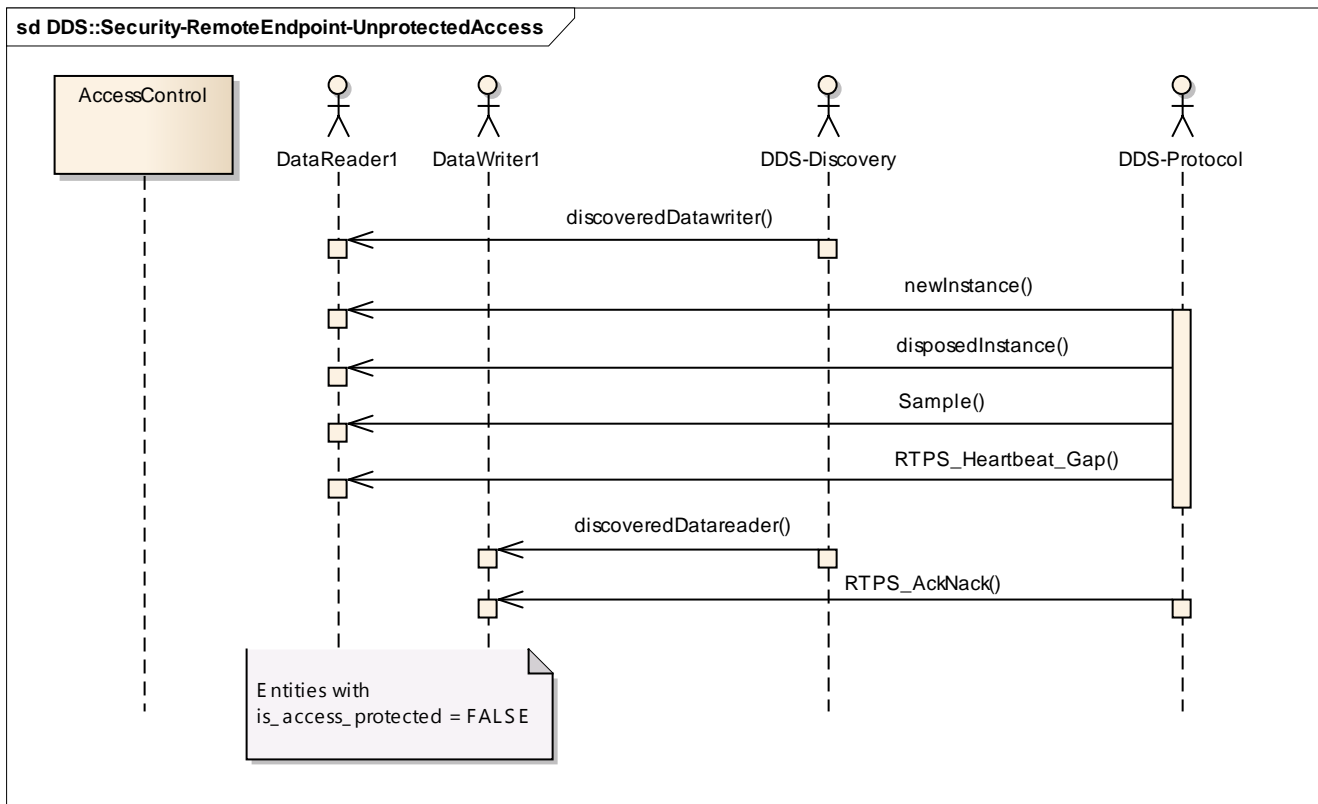 sd DDS::Security-RemoteEndpoint-UnprotectedAccess
AccessControl
DataReader1
DataWriter1
DDS-Discovery
DDS-Protocol
discoveredDatawriter()
newInstance()
disposedInstance()
Sample()
RTPS_Heartbeat_Gap()
discoveredDatareader()
RTPS_AckNack()
Entities with
is_access_protected = FALSE